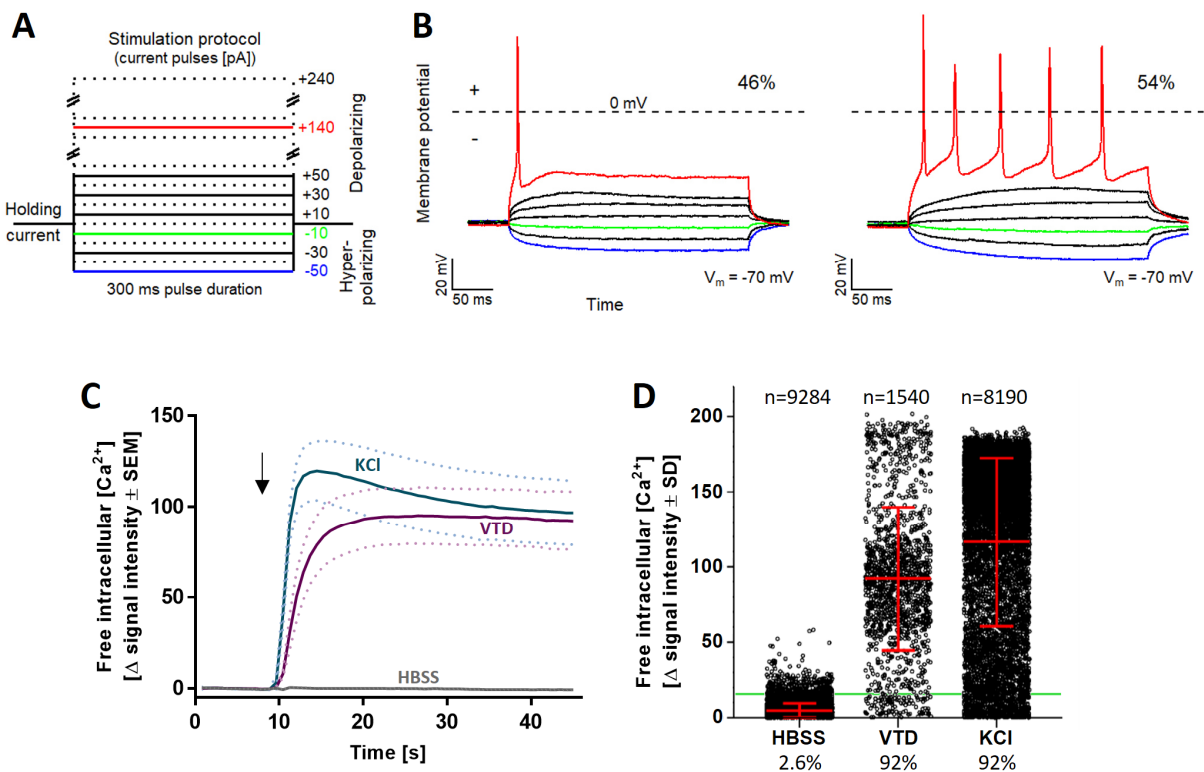 A
Stimulation protocol
(current pulses [pA])
+240
+140
+50
+30
+10
-10
-30
-50
Depolarizing
Hyper-
polarizing
Holding
current
300 ms pulse duration
B
Membrane potential
+
-
0 mV
46%
54%
20 mV
50 ms
Vm = -70 mV
Time
20 mV
50 ms
Vm = -70 mV
C
Free intracellular [Ca2+]
[Δ signal intensity ± SEM]
150
100
50
0
KCl
VTD
HBSS
0
10
20
30
40
Time [s]
D
Free intracellular [Ca2+]
[Δ signal intensity ± SD]
200
150
100
50
0
n=9284
n=1540
n=8190
HBSS
VTD
KCl
2.6%
92%
92%